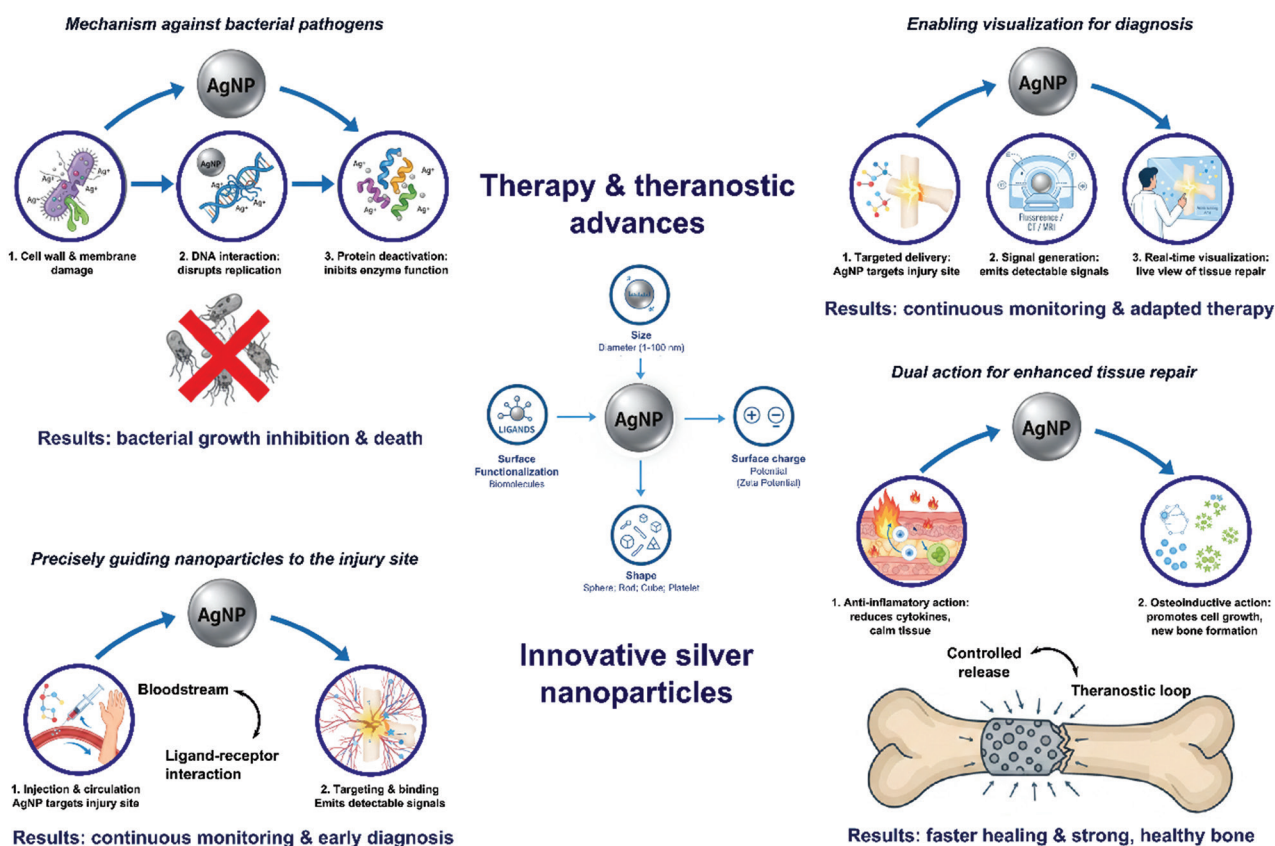 Mechanism against bacterial pathogens
AgNP
Ag⁺
Ag⁺
Ag⁺
Ag⁺
AgNP
Ag⁺
Ag⁺
Ag⁺
Ag⁺
Ag⁺
Ag⁺
Ag⁺
1. Cell wall & membrane
damage
2. DNA interaction:
disrupts replication
3. Protein deactivation:
inibits enzyme function
Results: bacterial growth inhibition & death
Precisely guiding nanoparticles to the injury site
AgNP
Bloodstream
Ligand-receptor
interaction
1. Injection & circulation
AgNP targets injury site
2. Targeting & binding
Emits detectable signals
Results: continuous monitoring & early diagnosis
Therapy & theranostic
advances
Size
Diameter (1-100 nm)
LIGANDS
Surface
Functionalization
Biomolecules
AgNP
Surface charge
Potential
(Zeta Potential)
Shape
Sphere; Rod; Cube; Platelet
Innovative silver
nanoparticles
Enabling visualization for diagnosis
AgNP
Flussreence /
CT / MRI
1. Targeted delivery:
AgNP targets injury site
2. Signal generation:
emits detectable signals
3. Real-time visualization:
live view of tissue repair
Results: continuous monitoring & adapted therapy
Dual action for enhanced tissue repair
AgNP
1. Anti-inflamatory action:
reduces cytokines,
calm tissue
2. OsteoInductive action:
promotes cell growth,
new bone formation
Controlled
release
Theranostic loop
Results: faster healing & strong, healthy bone